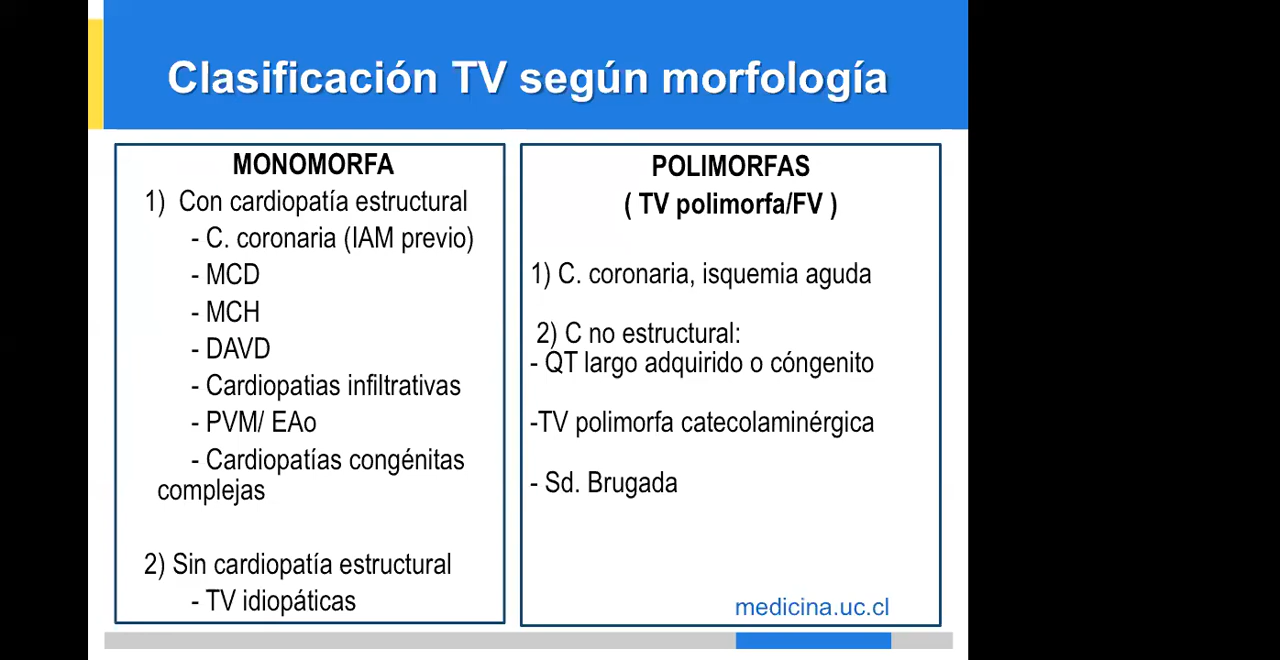 Clasificación TV según morfología
MONOMORFA
1) Con cardiopatía estructural
- C. coronaria (IAM previo)
- MCD
- MCH
- DAVD
- Cardiopatias infiltrativas
- PVM/ EAo
- Cardiopatías congénitas
complejas
2) Sin cardiopatía estructural
- TV idiopáticas
POLIMORFAS
( TV polimorfa/FV )
1) C. coronaria, isquemia aguda
2) C no estructural:
- QT largo adquirido o cóngenito
-TV polimorfa catecolaminérgica
- Sd. Brugada
medicina.uc.cl